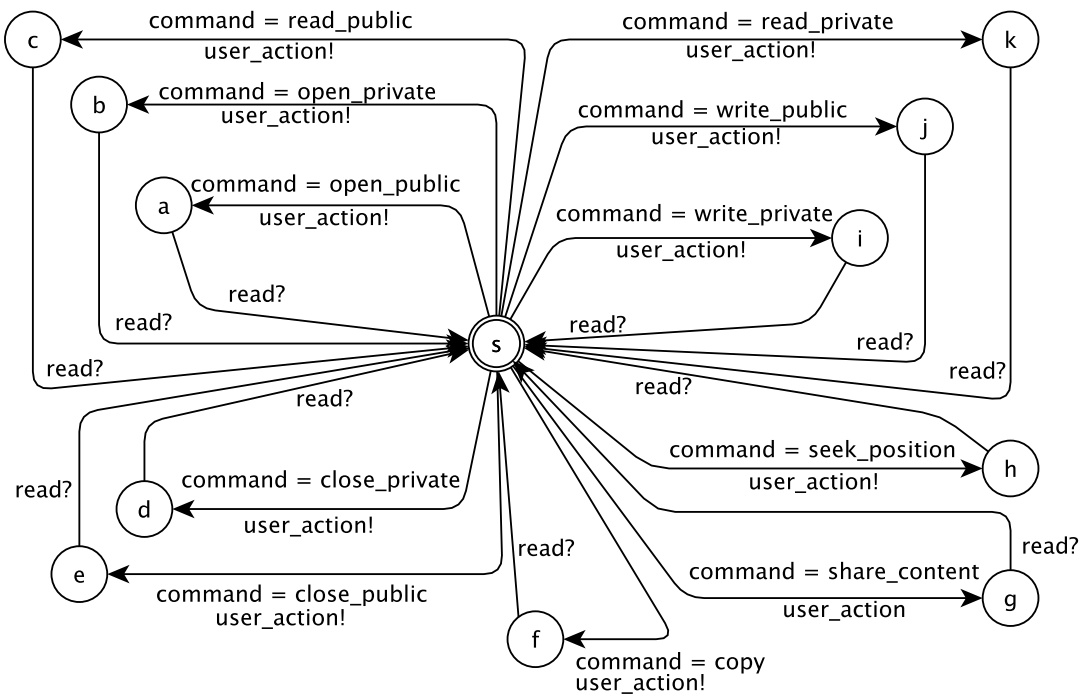 command = read_public
user_action!
command = read_private
user_action!
c
k
command = open_private
user_action!
b
command = write_public
user_action!
j
command = open_public
user_action!
a
command = write_private
user_action!
i
read?
read?
read?
read?
s
read?
read?
read?
read?
command = seek_position
user_action!
h
command = close_private
user_action!
d
read?
read?
read?
e
command = close_public
user_action!
command = share_content
user_action
g
f
command = copy
user_action!